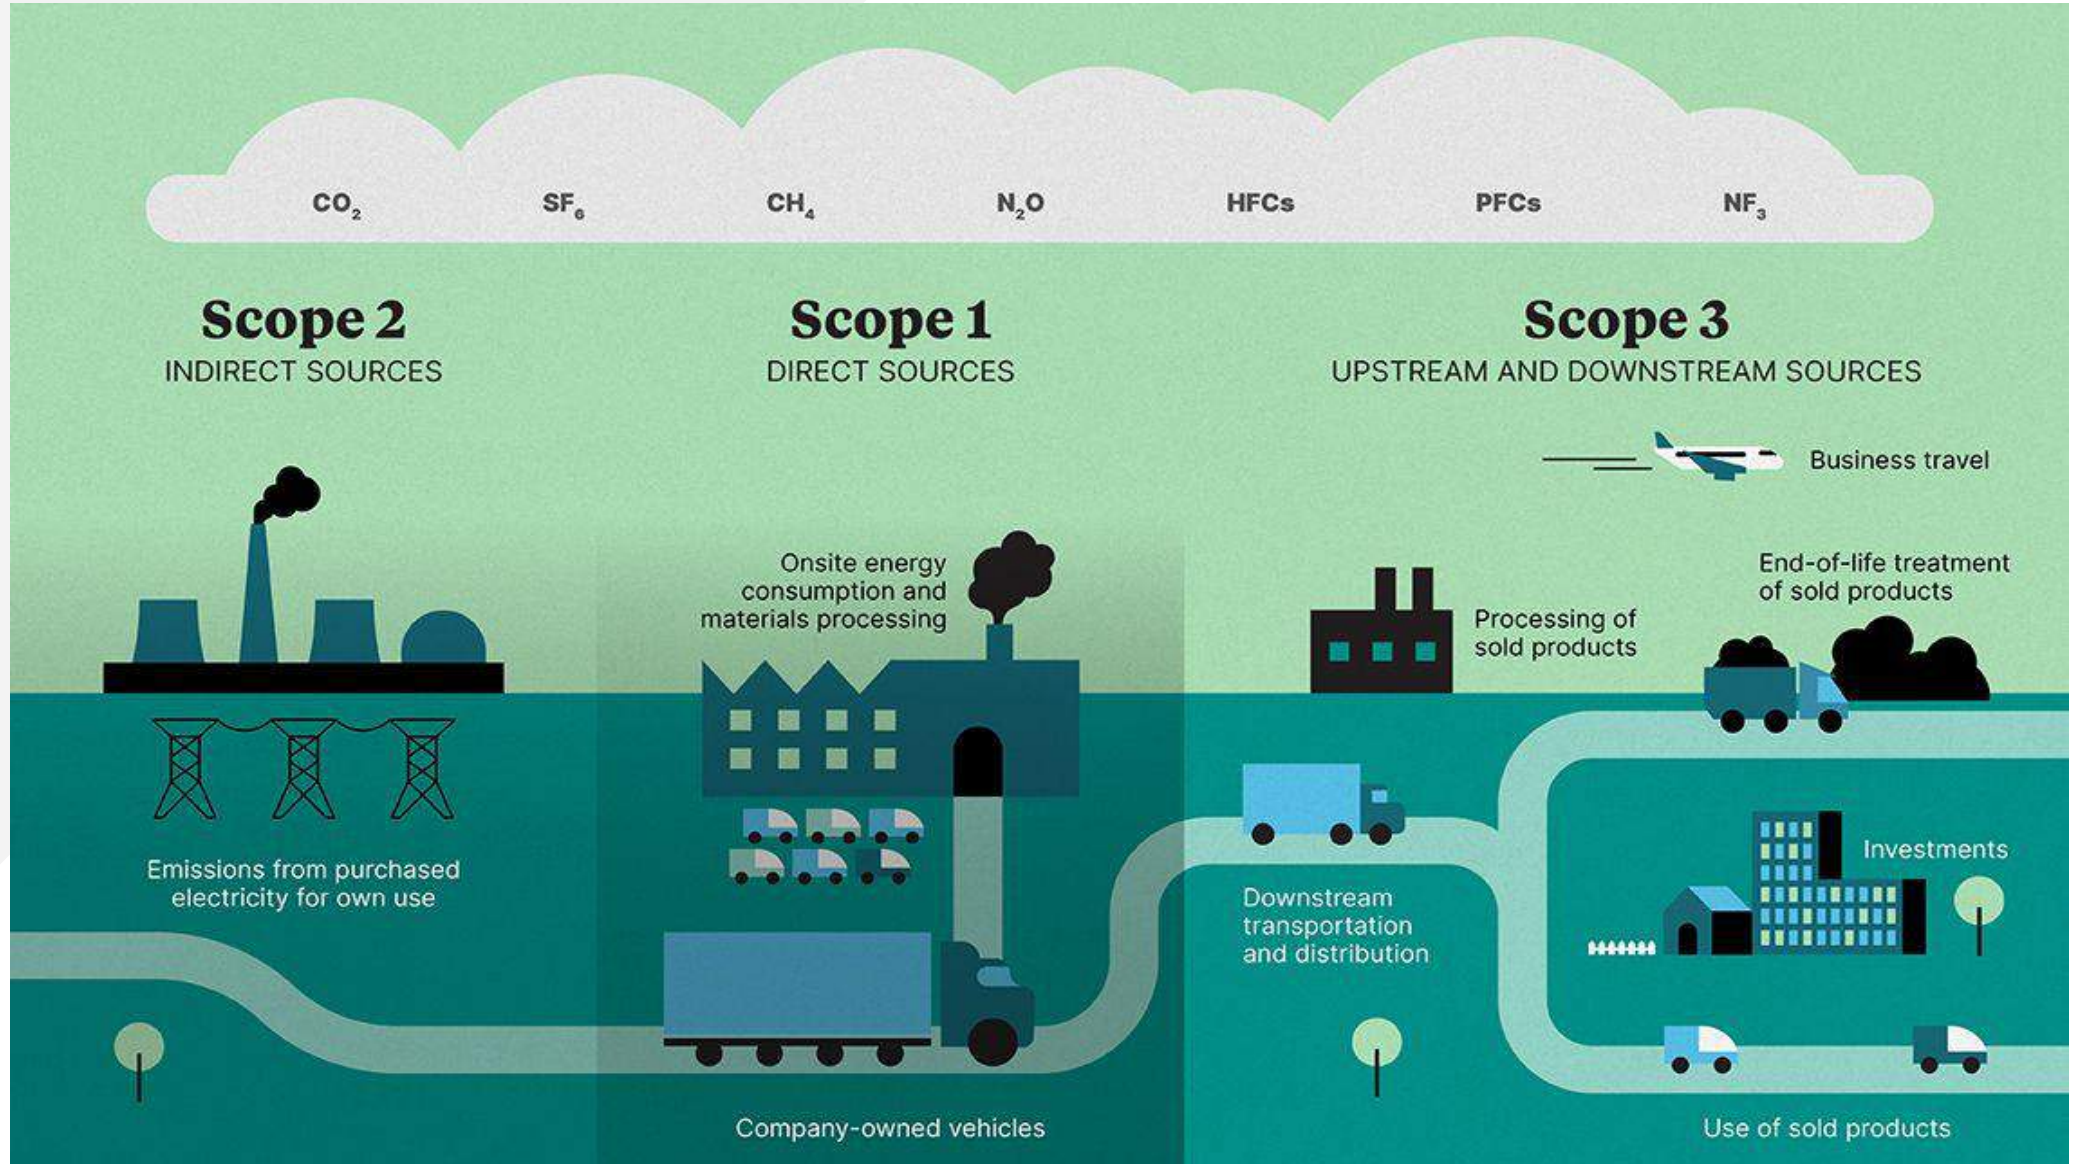 CO₂ SF₆ CH₄ N₂O HFCs PFCs NF₃
Scope 2
INDIRECT SOURCES
Emissions from purchased
electricity for own use
Scope 1
DIRECT SOURCES
Onsite energy
consumption and
materials processing
Company-owned vehicles
Scope 3
UPSTREAM AND DOWNSTREAM SOURCES
Business travel
End-of-life treatment
of sold products
Processing of
sold products
Downstream
transportation
and distribution
Investments
Use of sold products